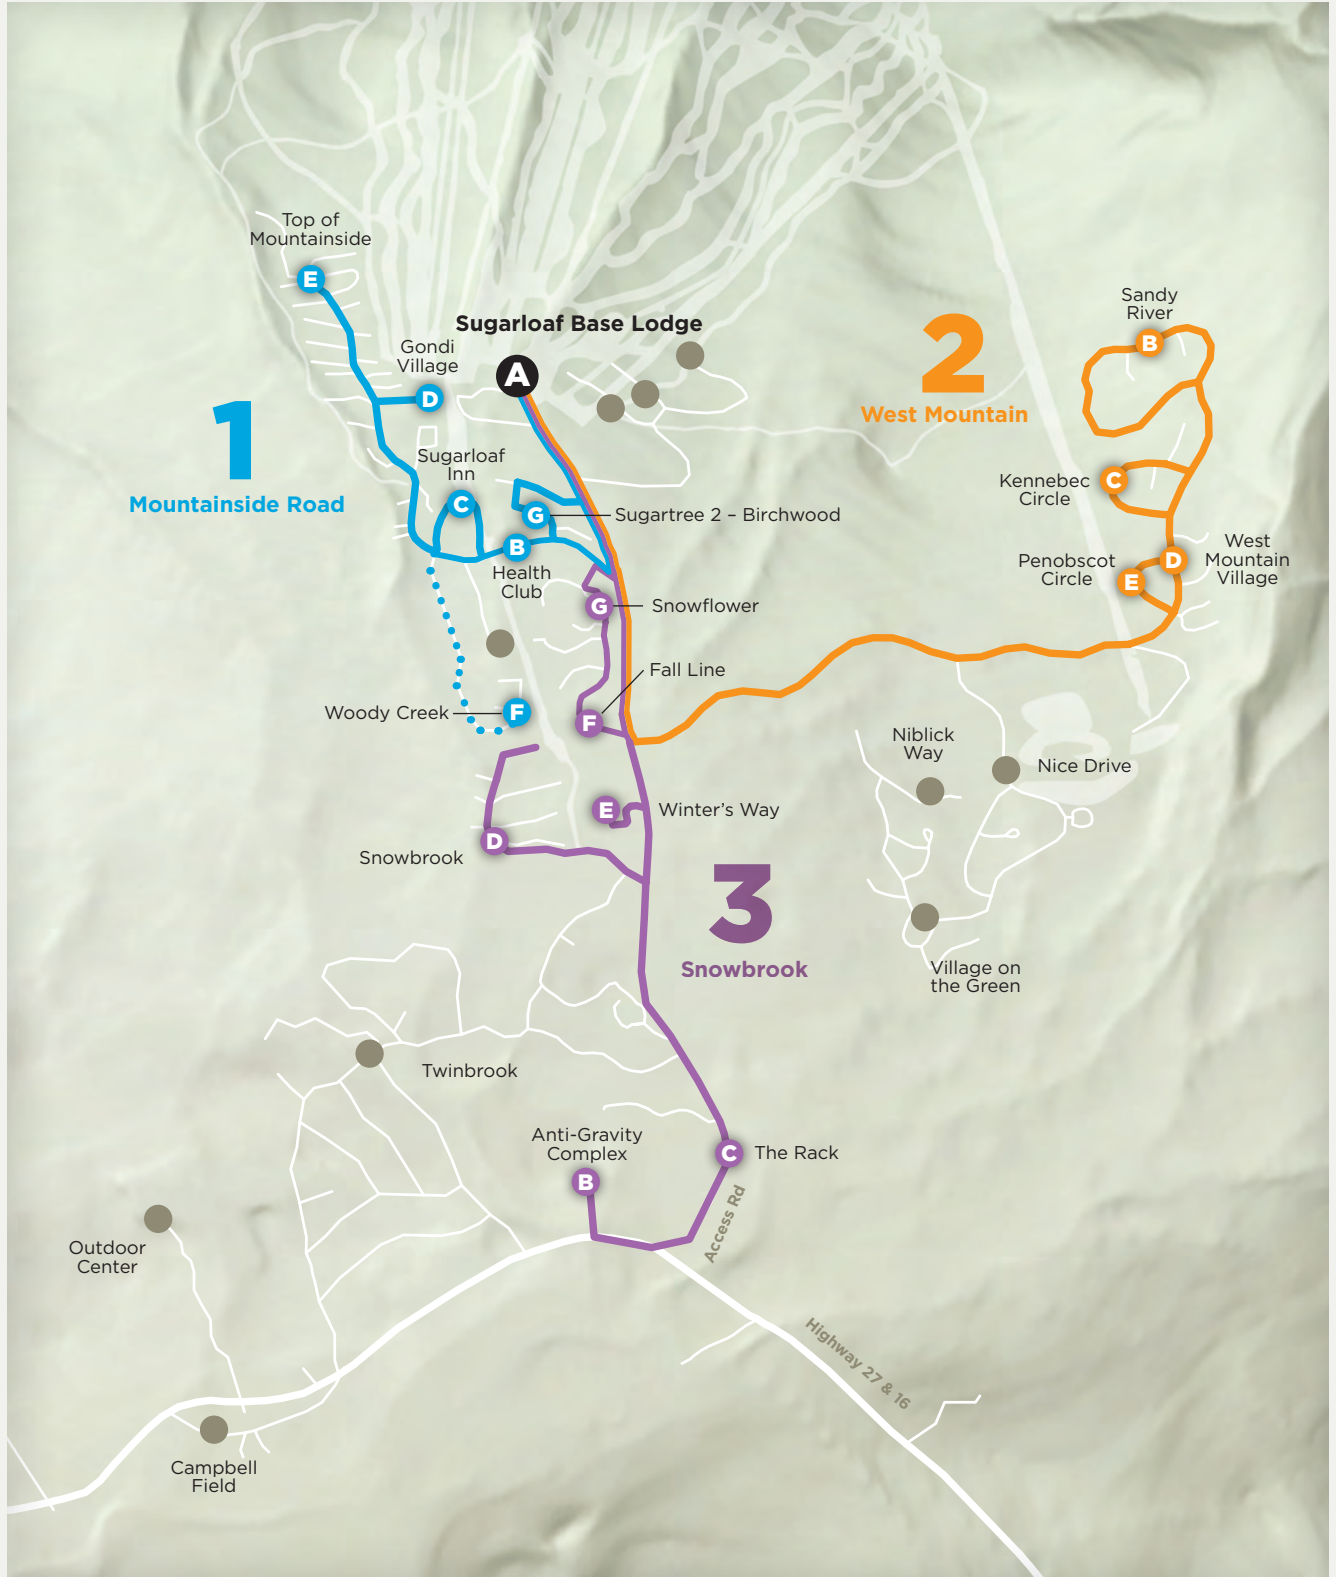 Top of
Mountainside
E
Sugarloaf Base Lodge
A
Gondi
Village
D
1
Mountainside Road
Sugarloaf
Inn
C
G
Sugartree 2 – Birchwood
B
Health
Club
Woody Creek
F
2
West Mountain
Sandy
River
B
Kennebec
Circle
C
Penobscot
Circle
E
D
West
Mountain
Village
G
Snowflower
Fall Line
F
E
Winter's Way
D
Snowbrook
3
Snowbrook
Niblick
Way
Nice Drive
Village on
the Green
Twinbrook
Anti-Gravity
Complex
B
C
The Rack
Access Rd
Outdoor
Center
Highway 27 & 16
Campbell
Field